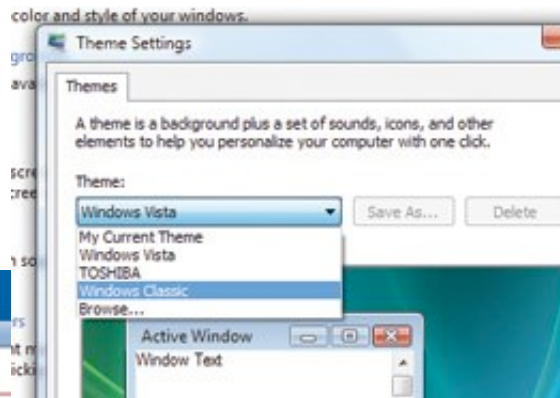 color and style of your windows.
Theme Settings
Themes
A theme is a background plus a set of sounds, icons, and other
elements to help you personalize your computer with one click.
Theme:
Windows Vista
Save As...
Delete
My Current Theme
Windows Vista
TOSHIBA
Windows Classic
Browse...
Active Window
Window Text